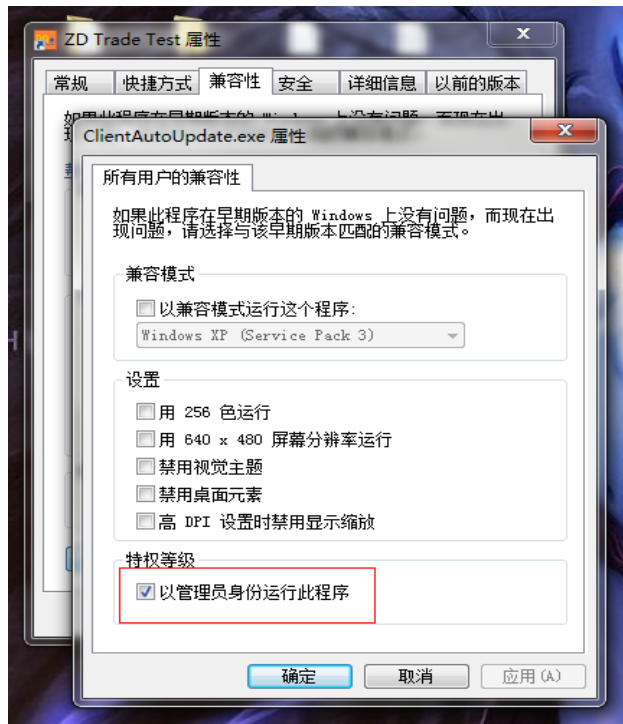 ZD Trade Test 属性
常规
快捷方式
兼容性
安全
详细信息
以前的版本
ClientAutoUpdate.exe 属性
所有用户的兼容性
如果此程序在早期版本的 Windows 上没有问题，而现在出
现问题，请选择与该早期版本匹配的兼容模式。
兼容模式
以兼容模式运行这个程序:
Windows XP (Service Pack 3)
设置
用 256 色运行
用 640 x 480 屏幕分辨率运行
禁用视觉主题
禁用桌面元素
高 DPI 设置时禁用显示缩放
特权等级
以管理员身份运行此程序
确定
取消
应用(A)